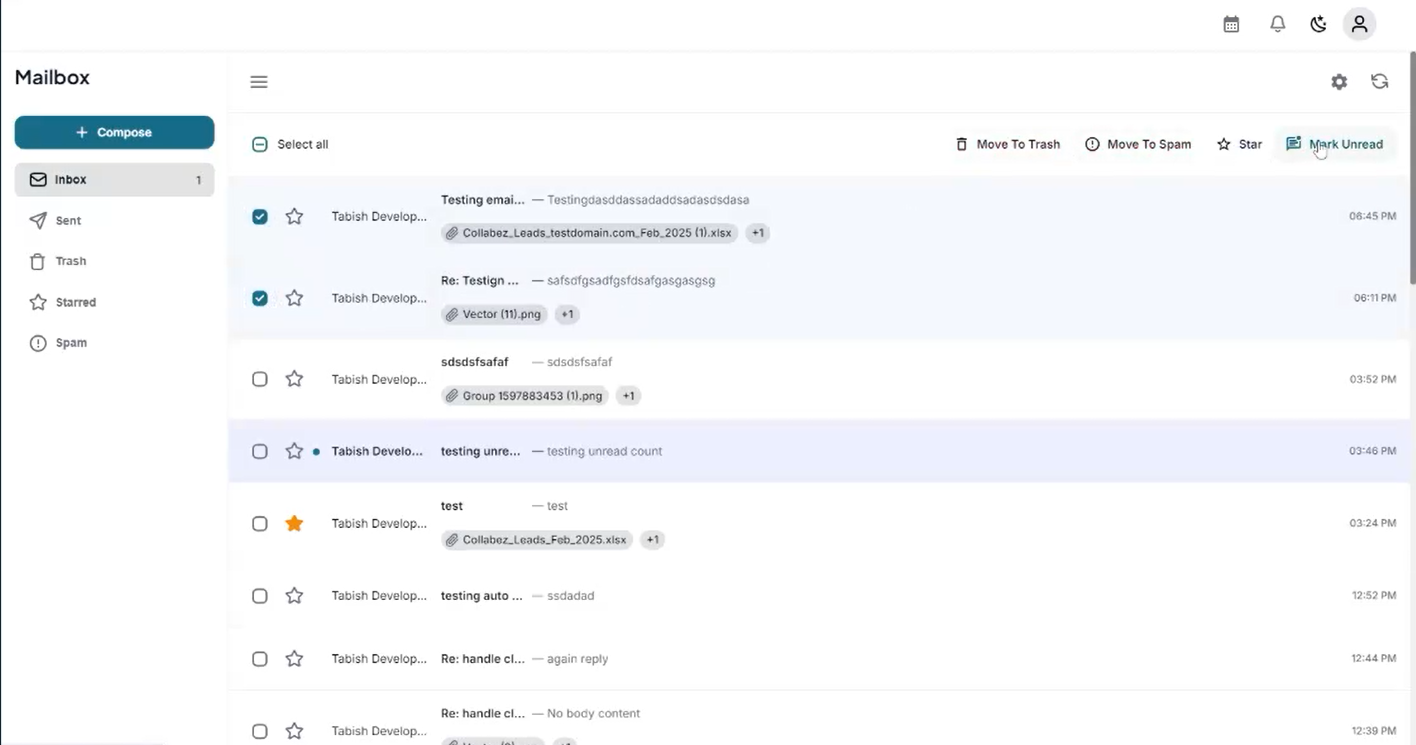 Mailbox
+ Compose
Inbox 1
Sent
Trash
Starred
Spam
Select all Move To Trash Move To Spam Star Mark Unread
Tabish Develop... Testing emai... — Testingdasddassadaddsadasdsdasa 06:45 PM
Collabez_Leads_testdomain.com_Feb_2025 (1).xlsx +1
Tabish Develop... Re: Testign ... — safsdfgsadfgsfdsafgasgasgsg 06:11 PM
Vector (11).png +1
Tabish Develop... sdsdsfsafaf — sdsdsfsafaf 03:52 PM
Group 1597883453 (1).png +1
Tabish Develo... testing unre... — testing unread count 03:46 PM
Tabish Develop... test — test 03:24 PM
Collabez_Leads_Feb_2025.xlsx +1
Tabish Develop... testing auto ... — ssdadad 12:52 PM
Tabish Develop... Re: handle cl... — again reply 12:44 PM
Tabish Develop... Re: handle cl... — No body content 12:39 PM